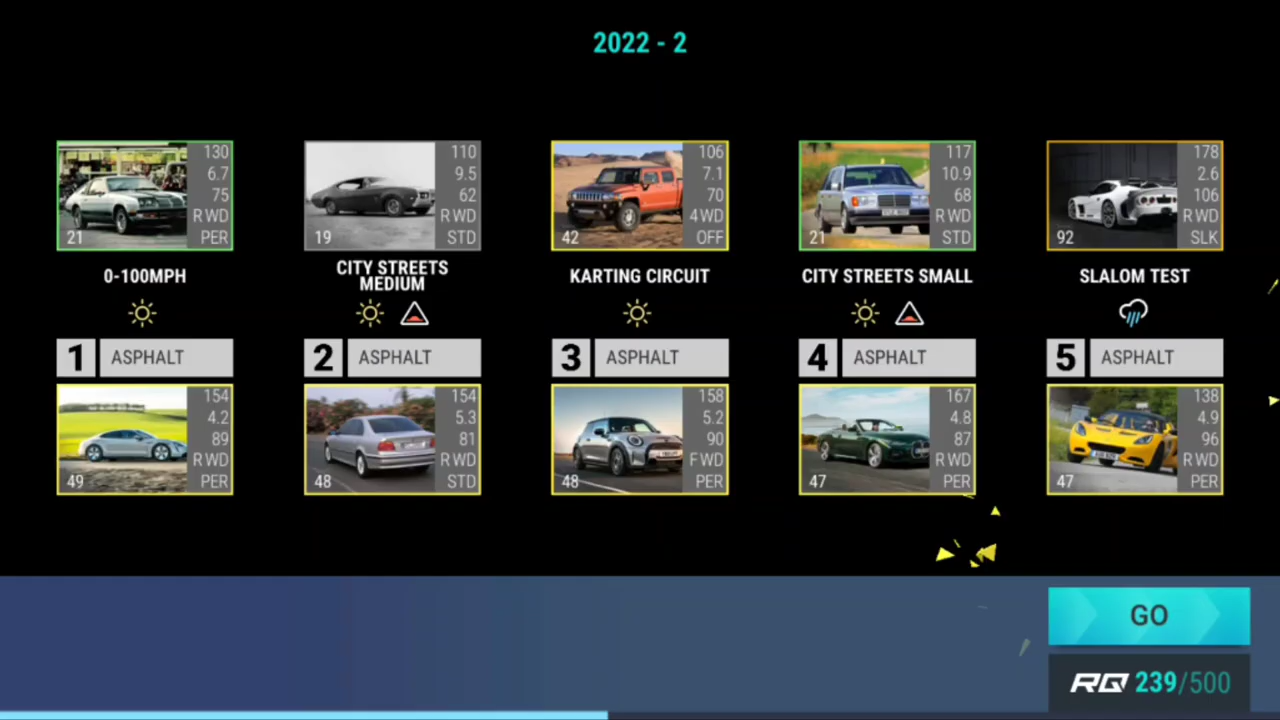 2022 - 2
130
6.7
75
RWD
PER
21
110
9.5
62
RWD
STD
19
106
7.1
70
4WD
OFF
42
117
10.9
68
RWD
STD
21
178
2.6
106
RWD
SLK
92
0-100MPH
CITY STREETS
MEDIUM
KARTING CIRCUIT
CITY STREETS SMALL
SLALOM TEST
1 ASPHALT
2 ASPHALT
3 ASPHALT
4 ASPHALT
5 ASPHALT
154
4.2
89
RWD
PER
49
154
5.3
81
RWD
STD
48
158
5.2
90
FWD
PER
48
167
4.8
87
RWD
PER
47
138
4.9
96
RWD
PER
47
GO
RQ 239/500